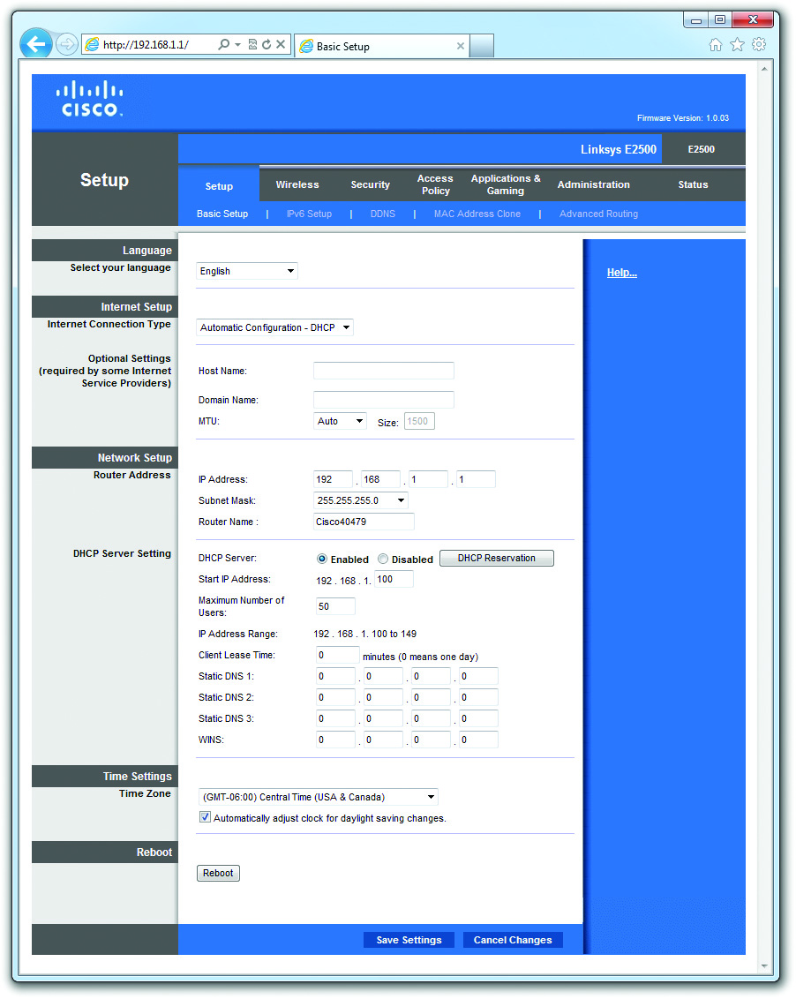 http://192.168.1.1/
Basic Setup
CISCO.
Firmware Version: 1.0.03
Linksys E2500
E2500
Setup
Setup
Wireless
Security
Access Policy
Applications & Gaming
Administration
Status
Basic Setup | IPv6 Setup | DDNS | MAC Address Clone | Advanced Routing
Language
Select your language
English
Help...
Internet Setup
Internet Connection Type
Automatic Configuration - DHCP
Optional Settings
(required by some Internet
Service Providers)
Host Name:
Domain Name:
MTU: Auto Size: 1500
Network Setup
Router Address
IP Address: 192 . 168 . 1 . 1
Subnet Mask: 255.255.255.0
Router Name : Cisco40479
DHCP Server Setting
DHCP Server: Enabled Disabled DHCP Reservation
Start IP Address: 192 . 168 . 1. 100
Maximum Number of
Users: 50
IP Address Range: 192 . 168 . 1. 100 to 149
Client Lease Time: 0 minutes (0 means one day)
Static DNS 1: 0 . 0 . 0 . 0
Static DNS 2: 0 . 0 . 0 . 0
Static DNS 3: 0 . 0 . 0 . 0
WINS: 0 . 0 . 0 . 0
Time Settings
Time Zone
(GMT-06:00) Central Time (USA & Canada)
Automatically adjust clock for daylight saving changes.
Reboot
Reboot
Save Settings
Cancel Changes